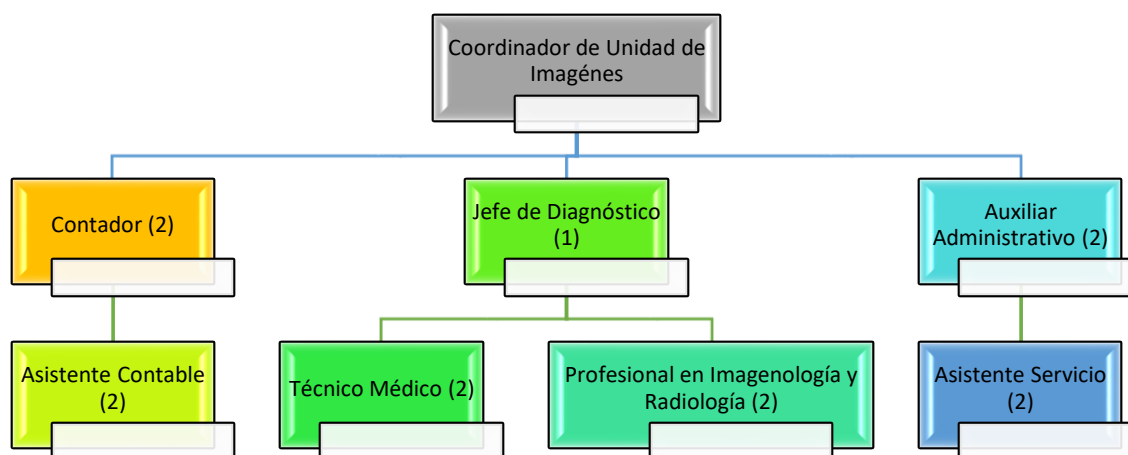 Coordinador de Unidad de
Imagénes
Contador (2)
Jefe de Diagnóstico
(1)
Auxiliar
Administrativo (2)
Asistente Contable
(2)
Técnico Médico (2)
Profesional en Imagenología y
Radiología (2)
Asistente Servicio
(2)